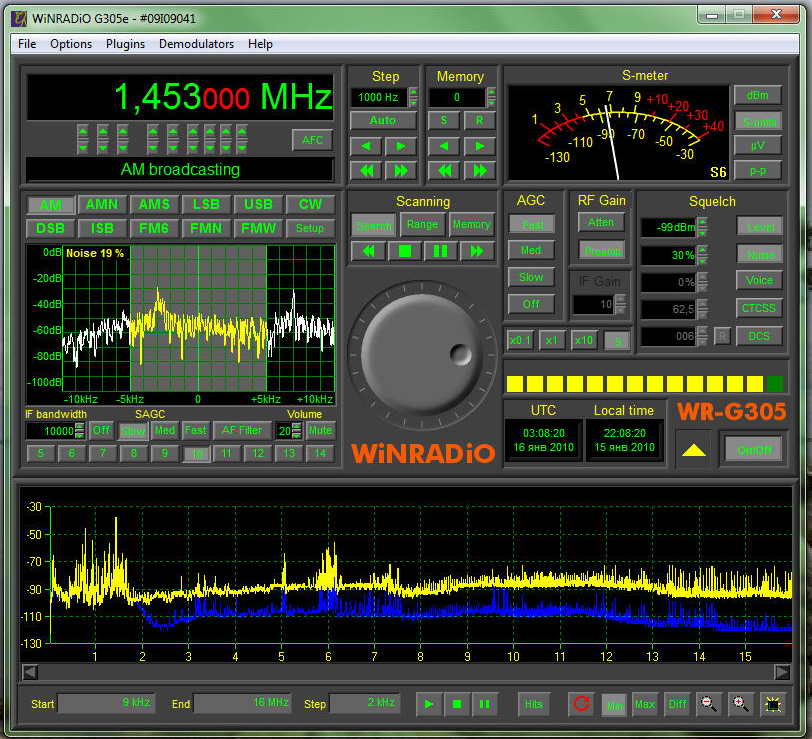 WiNRADiO G305e - #09I09041
File Options Plugins Demodulators Help
1,453000 MHz
AFC
AM broadcasting
Step
1000 Hz
Auto
Memory
0
S R
S-meter
1 3 5 7 9 +10 +20 +30 +40
-130 -110 -90 -70 -50 -30
S6
dBm
S-units
µV
p-p
AM AMN AMS LSB USB CW
DSB ISB FM6 FMN FMW Setup
0dB Noise 19 %
-20dB
-40dB
-60dB
-80dB
-100dB
-10kHz -5kHz 0 +5kHz +10kHz
IF bandwidth SAGC Volume
10000 Off Slow Med Fast AF Filter 20 Mute
5 6 7 8 9 10 11 12 13 14
Scanning
Search Range Memory
WiNRADiO
AGC
Fast
Med
Slow
Off
RF Gain
Atten
Preamp
IF Gain
10
x0.1 x1 x10 S
Squelch
-99dBm Level
30% Noise
0% Voice
62,5 CTCSS
006 R DCS
UTC Local time
03:08:20 22:08:20
16 янв 2010 15 янв 2010
WR-G305
On/Off
-30
-50
-70
-90
-110
-130
1 2 3 4 5 6 7 8 9 10 11 12 13 14 15
Start 9 kHz End 16 MHz Step 2 kHz Hits Min Max Diff